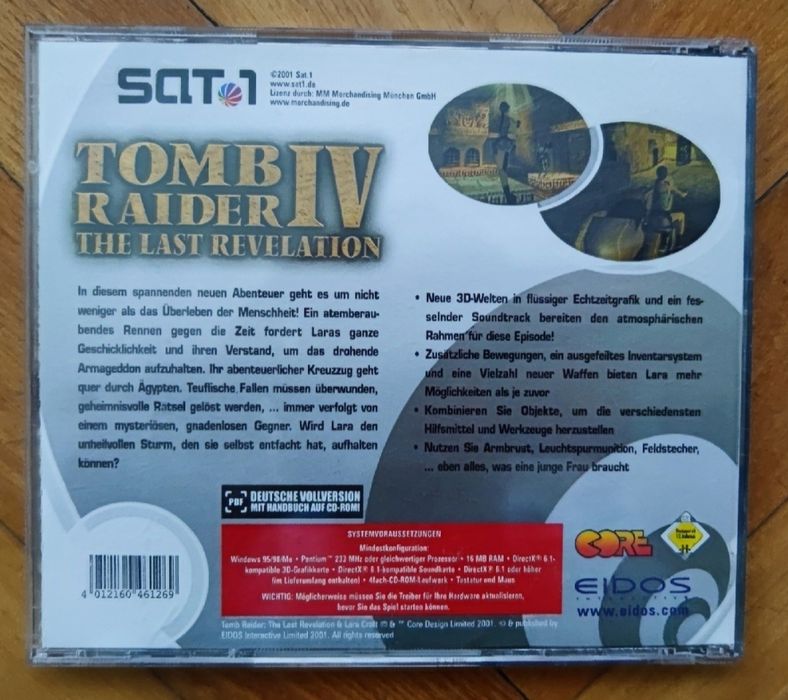 SAT.1
©2001 Sat.1
www.sat1.de
Lizenz durch: MM Merchandising München GmbH
www.merchandising.de
TOMB
RAIDER IV
THE LAST REVELATION
In diesem spannenden neuen Abenteuer geht es um nicht
weniger als das Überleben der Menschheit! Ein atemberau-
bendes Rennen gegen die Zeit fordert Laras ganze
Geschicklichkeit und ihren Verstand, um das drohende
Armageddon aufzuhalten. Ihr abenteuerlicher Kreuzzug geht
quer durch Ägypten. Teuflische Fallen müssen überwunden,
geheimnisvolle Rätsel gelöst werden, ... immer verfolgt von
einem mysteriösen, gnadenlosen Gegner. Wird Lara den
unheilvollen Sturm, den sie selbst entfacht hat, aufhalten
können?
• Neue 3D-Welten in flüssiger Echtzeitgrafik und ein fes-
selnder Soundtrack bereiten den atmosphärischen
Rahmen für diese Episode!
• Zusätzliche Bewegungen, ein ausgefeiltes Inventarsystem
und eine Vielzahl neuer Waffen bieten Lara mehr
Möglichkeiten als je zuvor
• Kombinieren Sie Objekte, um die verschiedensten
Hilfsmittel und Werkzeuge herzustellen
• Nutzen Sie Armbrust, Leuchtspurmunition, Feldstecher,
... eben alles, was eine junge Frau braucht
PDF
DEUTSCHE VOLLVERSION
MIT HANDBUCH AUF CD-ROM!
SYSTEMVORAUSSETZUNGEN
Mindestkonfiguration:
Windows 95/98/Me • Pentium™ 233 MHz oder gleichwertiger Prozessor • 16 MB RAM • DirectX® 6.1-
kompatible 3D-Grafikkarte • DirectX® 6.1-kompatible Soundkarte • DirectX® 6.1 oder höher
(im Lieferumfang enthalten) • 4fach-CD-ROM-Laufwerk • Tastatur und Maus
WICHTIG: Möglicherweise müssen Sie die Treiber für Ihre Hardware aktualisieren,
bevor Sie das Spiel starten können.
4 012160 461269
CORE
EIDOS
INTERACTIVE
www.eidos.com
Tomb Raider: The Last Revelation & Lara Croft © & ™ Core Design Limited 2001. © & published by
EIDOS Interactive Limited 2001. All rights reserved